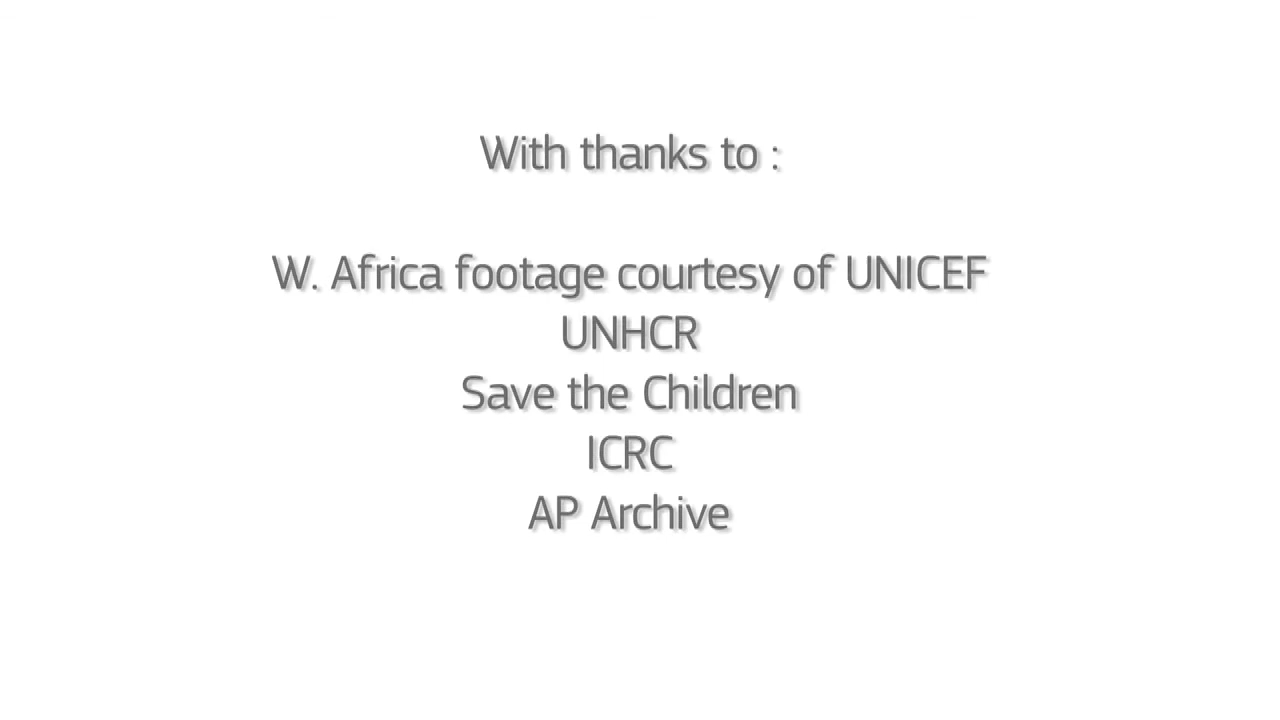 With thanks to :
W. Africa footage courtesy of UNICEF
UNHCR
Save the Children
ICRC
AP Archive